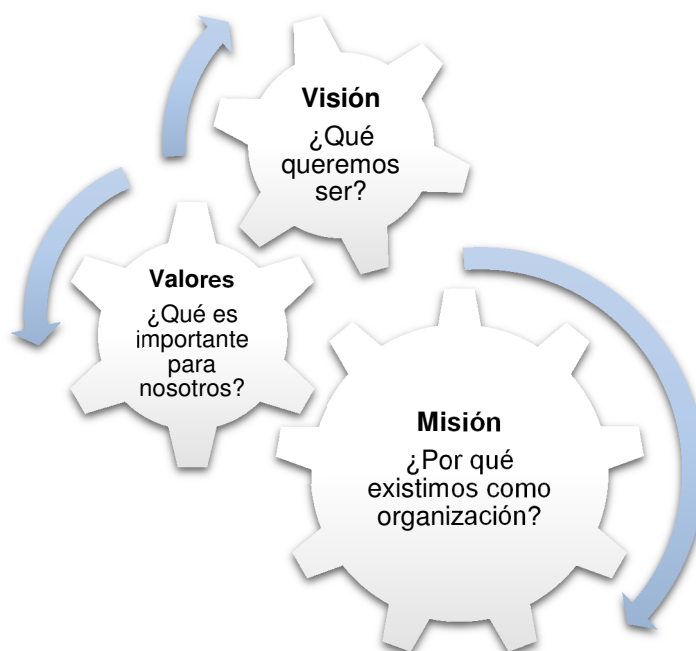 Visión
¿Qué
queremos
ser?
Valores
¿Qué es
importante
para
nosotros?
Misión
¿Por qué
existimos como
organización?